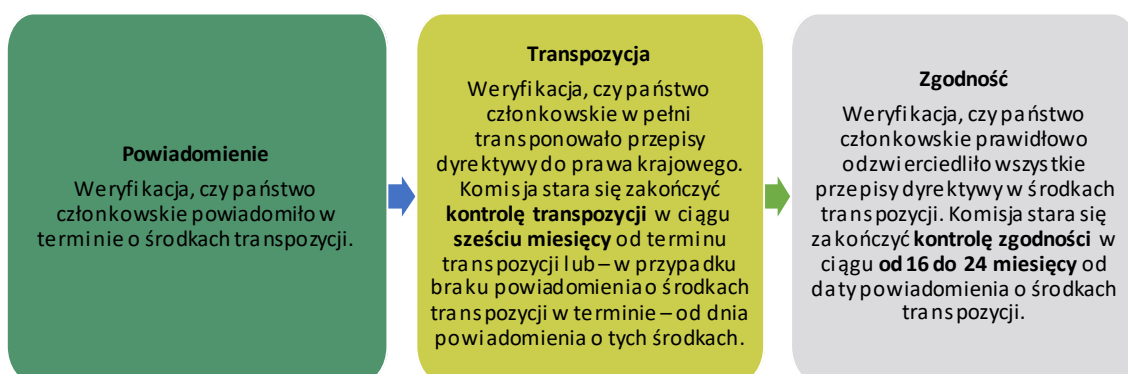 Powiadomienie
Weryfikacja, czy państwo
członkowskie powiadomiło w
terminie o środkach transpozycji.
Transpozycja
Weryfikacja, czy państwo
członkowskie w pełni
transponowało przepisy
dyrektywy do prawa krajowego.
Komisja stara się zakończyć
kontrolę transpozycji w ciągu
sześciu miesięcy od terminu
transpozycji lub – w przypadku
braku powiadomienia o środkach
transpozycji w terminie – od dnia
powiadomienia o tych środkach.
Zgodność
Weryfikacja, czy państwo
członkowskie prawidłowo
odzwierciedliło wszystkie
przepisy dyrektywy w środkach
transpozycji. Komisja stara się
zakończyć kontrolę zgodności w
ciągu od 16 do 24 miesięcy od
daty powiadomienia o środkach
transpozycji.